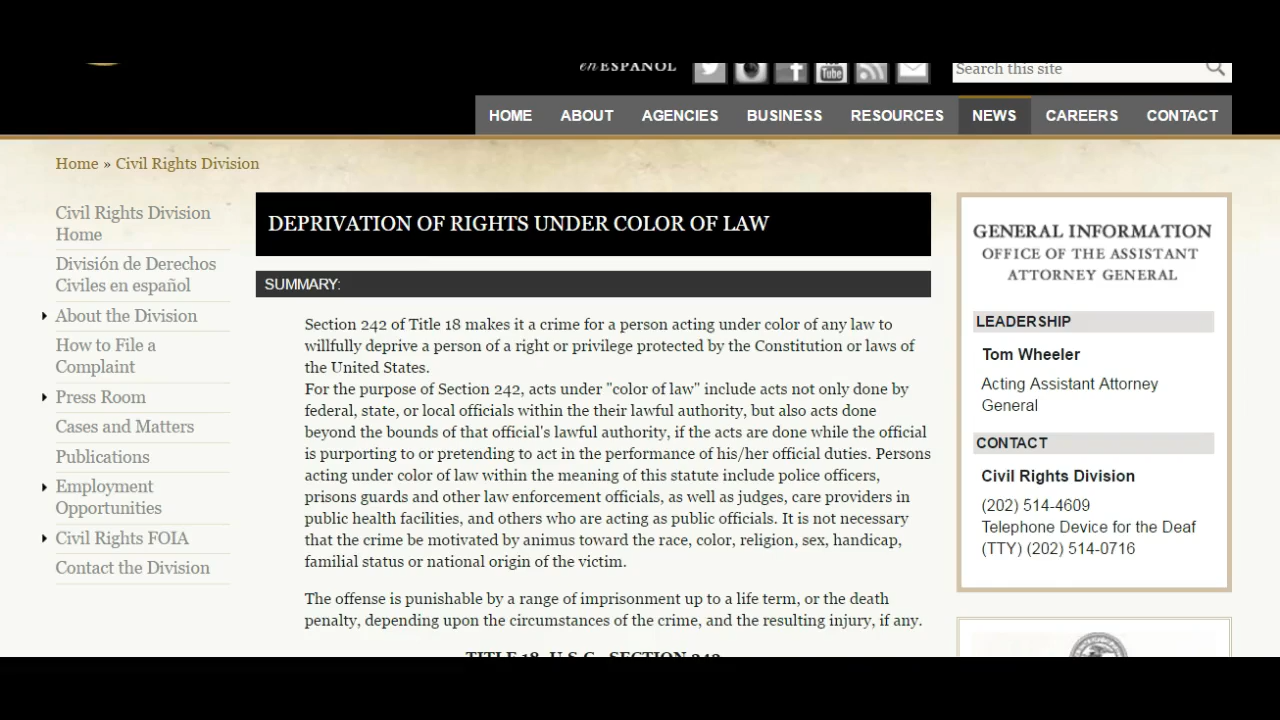 en ESPAÑOL
Search this site
HOME ABOUT AGENCIES BUSINESS RESOURCES NEWS CAREERS CONTACT
Home » Civil Rights Division
Civil Rights Division
Home
División de Derechos
Civiles en español
About the Division
How to File a
Complaint
Press Room
Cases and Matters
Publications
Employment
Opportunities
Civil Rights FOIA
Contact the Division
DEPRIVATION OF RIGHTS UNDER COLOR OF LAW
SUMMARY:
Section 242 of Title 18 makes it a crime for a person acting under color of any law to
willfully deprive a person of a right or privilege protected by the Constitution or laws of
the United States.
For the purpose of Section 242, acts under "color of law" include acts not only done by
federal, state, or local officials within the their lawful authority, but also acts done
beyond the bounds of that official's lawful authority, if the acts are done while the official
is purporting to or pretending to act in the performance of his/her official duties. Persons
acting under color of law within the meaning of this statute include police officers,
prisons guards and other law enforcement officials, as well as judges, care providers in
public health facilities, and others who are acting as public officials. It is not necessary
that the crime be motivated by animus toward the race, color, religion, sex, handicap,
familial status or national origin of the victim.
The offense is punishable by a range of imprisonment up to a life term, or the death
penalty, depending upon the circumstances of the crime, and the resulting injury, if any.
TITLE 18, U.S.C., SECTION 242
GENERAL INFORMATION
OFFICE OF THE ASSISTANT
ATTORNEY GENERAL
LEADERSHIP
Tom Wheeler
Acting Assistant Attorney
General
CONTACT
Civil Rights Division
(202) 514-4609
Telephone Device for the Deaf
(TTY) (202) 514-0716